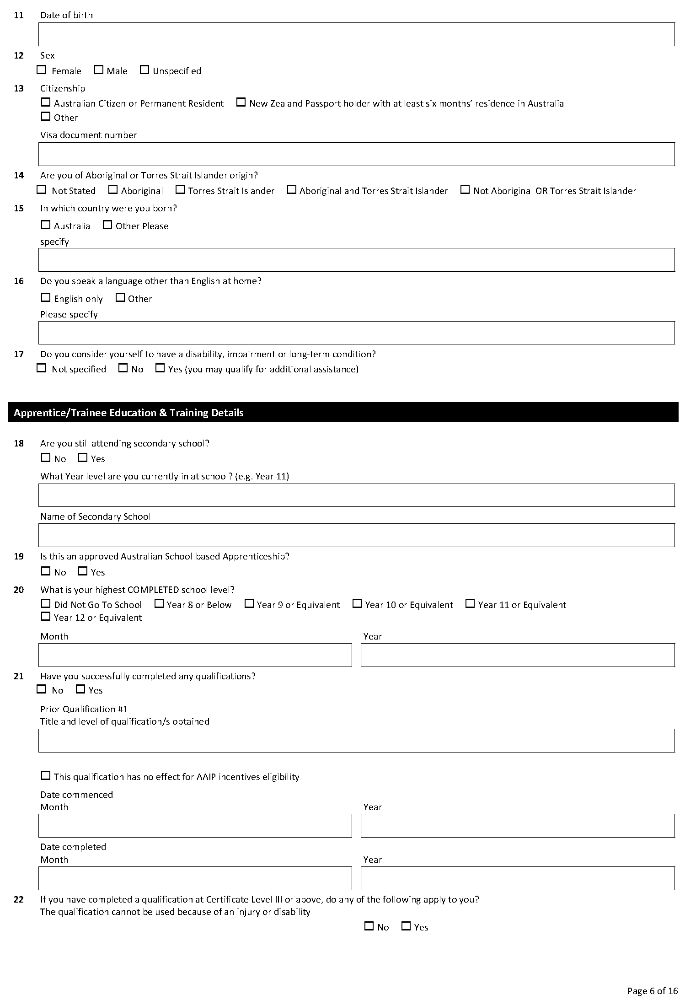 11 Date of birth
12 Sex
☐ Female ☐ Male ☐ Unspecified
13 Citizenship
☐ Australian Citizen or Permanent Resident ☐ New Zealand Passport holder with at least six months’ residence in Australia
☐ Other
Visa document number
14 Are you of Aboriginal or Torres Strait Islander origin?
☐ Not Stated ☐ Aboriginal ☐ Torres Strait Islander ☐ Aboriginal and Torres Strait Islander ☐ Not Aboriginal OR Torres Strait Islander
15 In which country were you born?
☐ Australia ☐ Other Please
specify
16 Do you speak a language other than English at home?
☐ English only ☐ Other
Please specify
17 Do you consider yourself to have a disability, impairment or long-term condition?
☐ Not specified ☐ No ☐ Yes (you may qualify for additional assistance)
Apprentice/Trainee Education & Training Details
18 Are you still attending secondary school?
☐ No ☐ Yes
What Year level are you currently in at school? (e.g. Year 11)
Name of Secondary School
19 Is this an approved Australian School-based Apprenticeship?
☐ No ☐ Yes
20 What is your highest COMPLETED school level?
☐ Did Not Go To School ☐ Year 8 or Below ☐ Year 9 or Equivalent ☐ Year 10 or Equivalent ☐ Year 11 or Equivalent
☐ Year 12 or Equivalent
Month Year
21 Have you successfully completed any qualifications?
☐ No ☐ Yes
Prior Qualification #1
Title and level of qualification/s obtained
☐ This qualification has no effect for AAIP incentives eligibility
Date commenced
Month Year
Date completed
Month Year
22 If you have completed a qualification at Certificate Level III or above, do any of the following apply to you?
The qualification cannot be used because of an injury or disability
☐ No ☐ Yes
Page 6 of 16